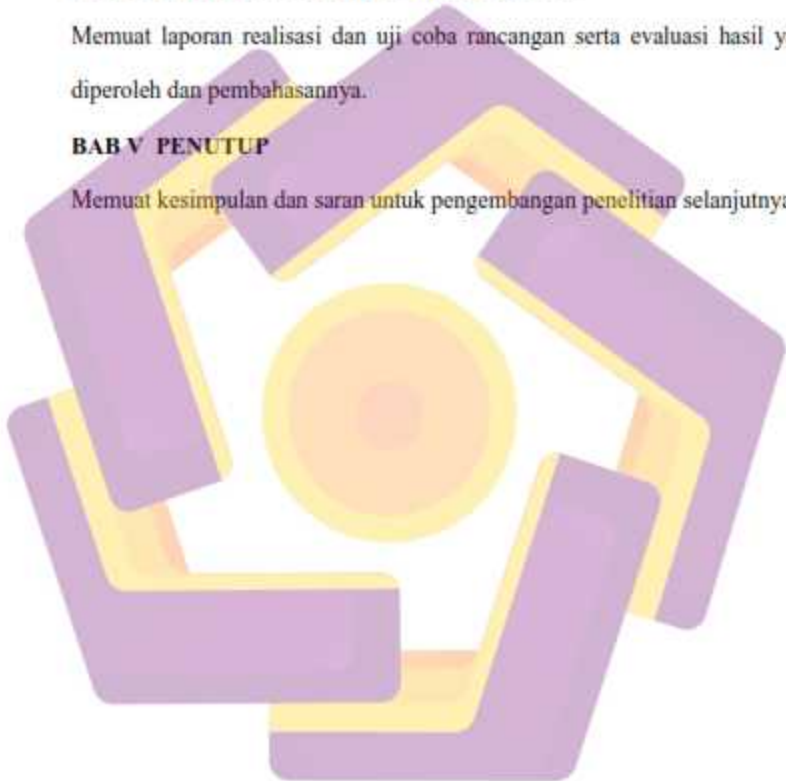 Memuat laporan realisasi dan uji coba rancangan serta evaluasi hasil y
diperoleh dan pembahasannya.
BAB V PENUTUP
Memuat kesimpulan dan saran untuk pengembangan penelitian selanjutnya